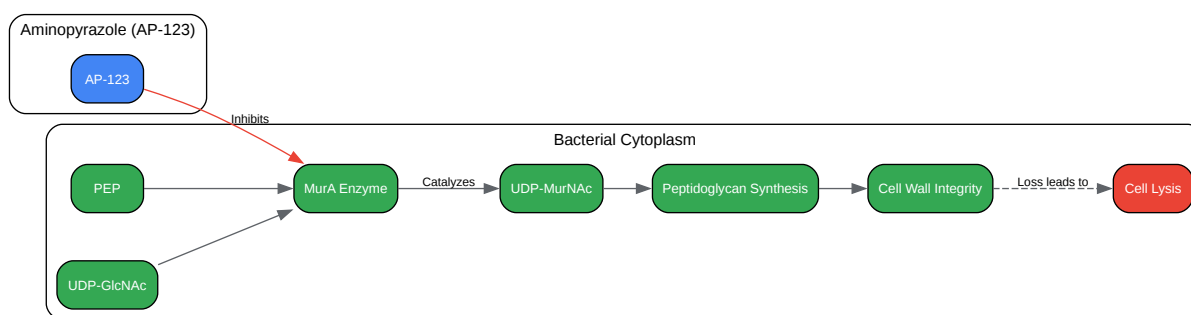 Aminopyrazole (AP-123)
AP-123
Inhibits
Bacterial Cytoplasm
PEP
MurA Enzyme
Catalyzes
UDP-MurNAc
Peptidoglycan Synthesis
Cell Wall Integrity
Loss leads to
Cell Lysis
UDP-GlcNAc